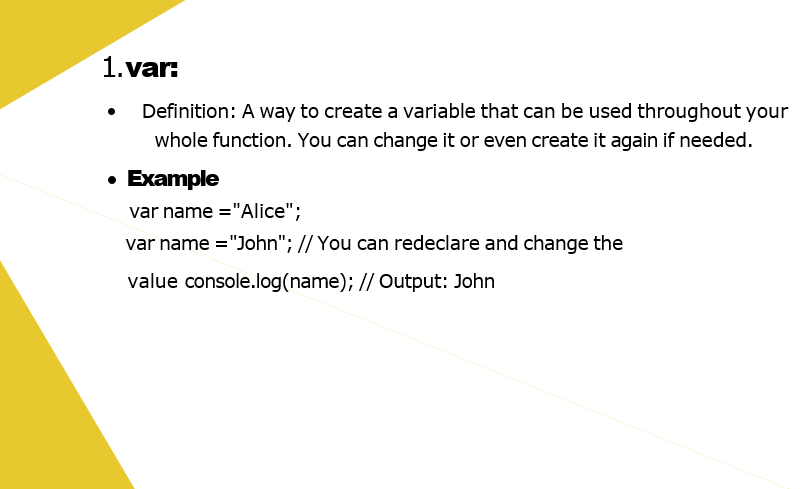 1.var:
• Definition: A way to create a variable that can be used throughout your
whole function. You can change it or even create it again if needed.
• Example
var name ="Alice";
var name ="John"; // You can redeclare and change the
value console.log(name); // Output: John